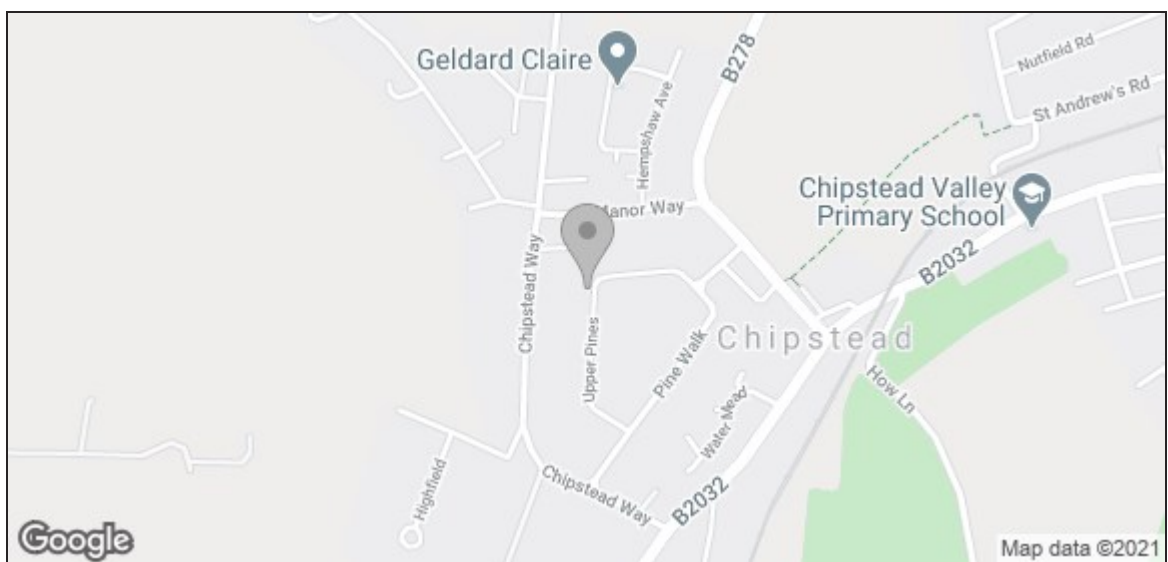 Geldard Claire
B278
Nutfield Rd
St Andrew's Rd
Hempshaw Ave
Chipstead Valley
Primary School
Manor Way
B2032
Chipstead Way
Upper Pines
Pine Walk
Chipstead
How Ln
Water Mead
Highfield
Chipstead Way
B2032
Google
Map data ©2021